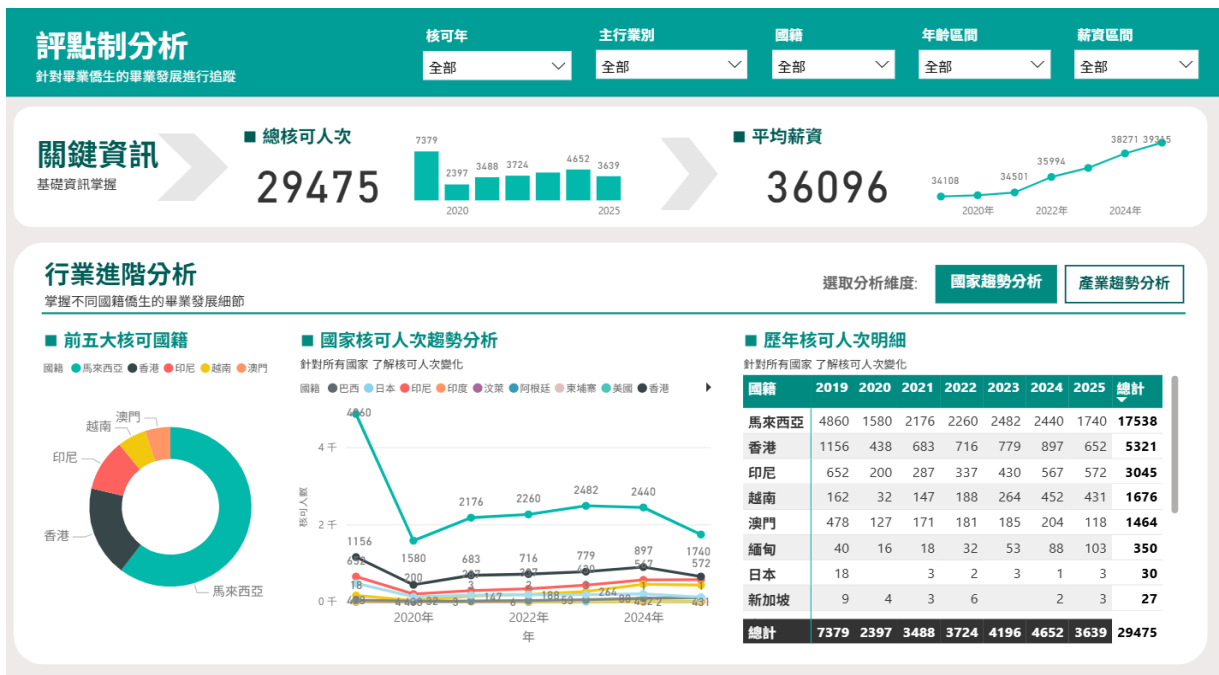 評點制分析
針對畢業僑生的畢業發展進行追蹤
核可年 主行業別 國籍 年齡區間 薪資區間
全部 全部 全部 全部 全部
關鍵資訊
基礎資訊掌握
■ 總核可人次
29475
7379 2397 3488 3724 4652 3639
2020 2025
■ 平均薪資
36096
34108 34501 35994 38271 39315
2020年 2022年 2024年
行業進階分析
掌握不同國籍僑生的畢業發展細節
選取分析維度: 國家趨勢分析 產業趨勢分析
■ 前五大核可國籍
國籍 馬來西亞 香港 印尼 越南 澳門
澳門
越南
印尼
香港
馬來西亞
■ 國家核可人次趨勢分析
針對所有國家 了解核可人次變化
國籍 巴西 日本 印尼 印度 汶萊 阿根廷 柬埔寨 美國 香港
核可人數
4 千
2 千
0 千
4860
2176 2260 2482 2440
1156 1580 683 716 779 897 1740
652 200 572
18 147 188 264 431
2020年 2022年 2024年
年
■ 歷年核可人次明細
針對所有國家 了解核可人次變化
國籍 2019 2020 2021 2022 2023 2024 2025 總計
馬來西亞 4860 1580 2176 2260 2482 2440 1740 17538
香港 1156 438 683 716 779 897 652 5321
印尼 652 200 287 337 430 567 572 3045
越南 162 32 147 188 264 452 431 1676
澳門 478 127 171 181 185 204 118 1464
緬甸 40 16 18 32 53 88 103 350
日本 18 3 2 3 1 3 30
新加坡 9 4 3 6 2 3 27
總計 7379 2397 3488 3724 4196 4652 3639 29475